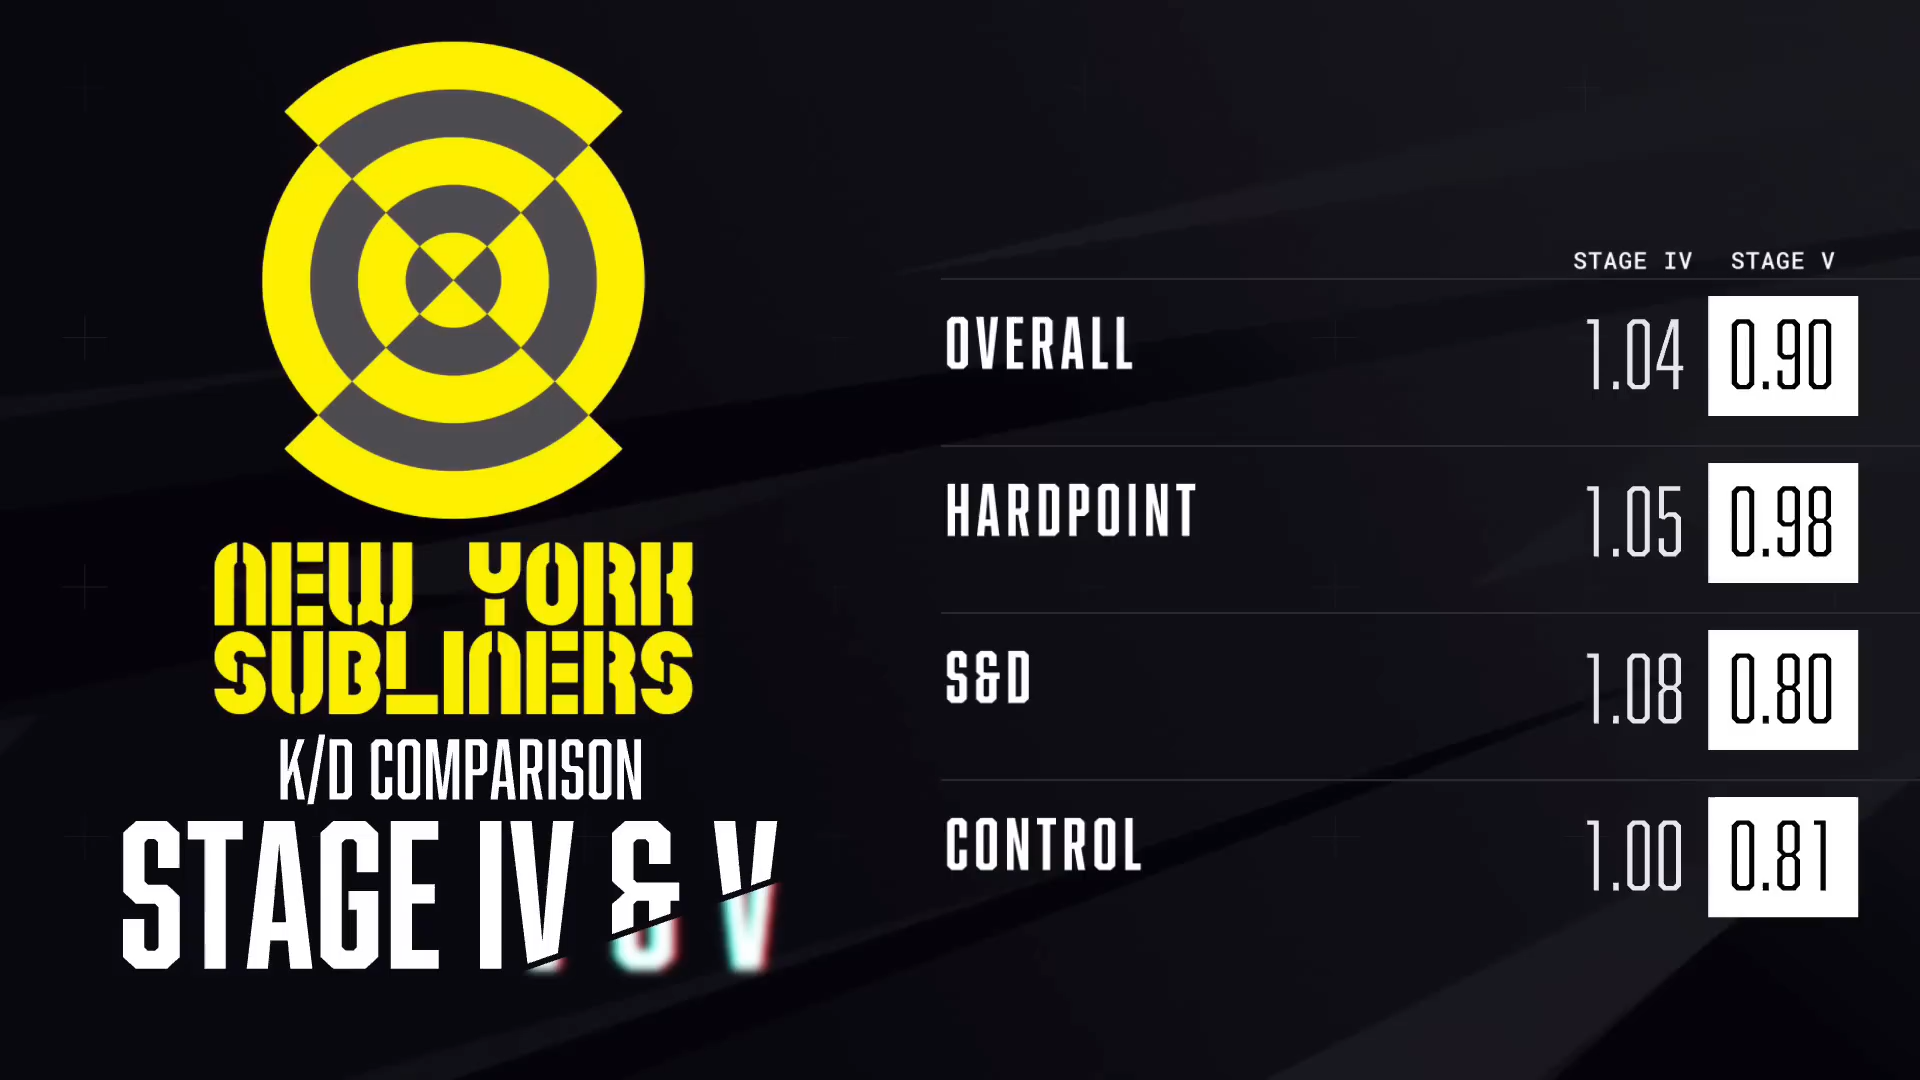 NEW YORK
SUBLINERS
K/D COMPARISON
STAGE IV & V
STAGE IV STAGE V
OVERALL 1.04 0.90
HARDPOINT 1.05 0.98
S&D 1.08 0.80
CONTROL 1.00 0.81